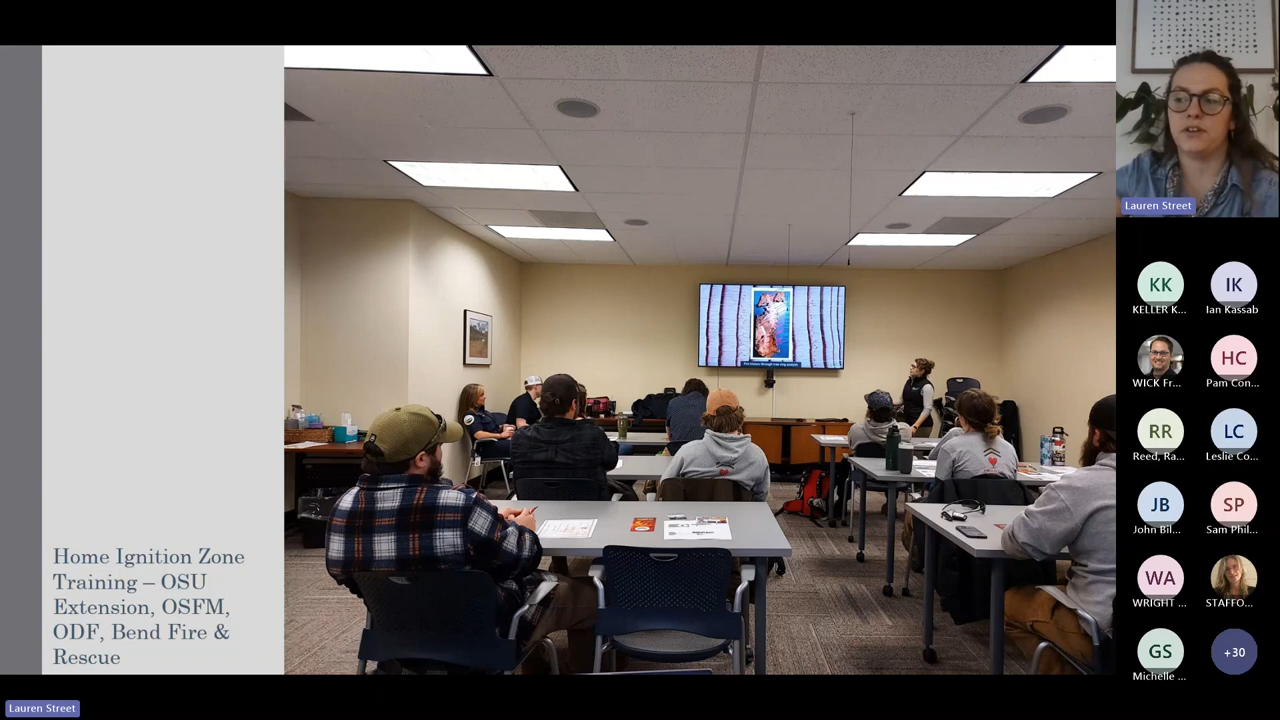 Home Ignition Zone
Training – OSU
Extension, OSFM,
ODF, Bend Fire &
Rescue
Lauren Street
KK
KELLER K...
IK
Ian Kassab
WICK Fr...
HC
Pam Con...
RR
Reed, Ra...
LC
Leslie Co...
JB
John Bil...
SP
Sam Phil...
WA
WRIGHT ...
STAFFO...
GS
Michelle ...
+30
Lauren Street